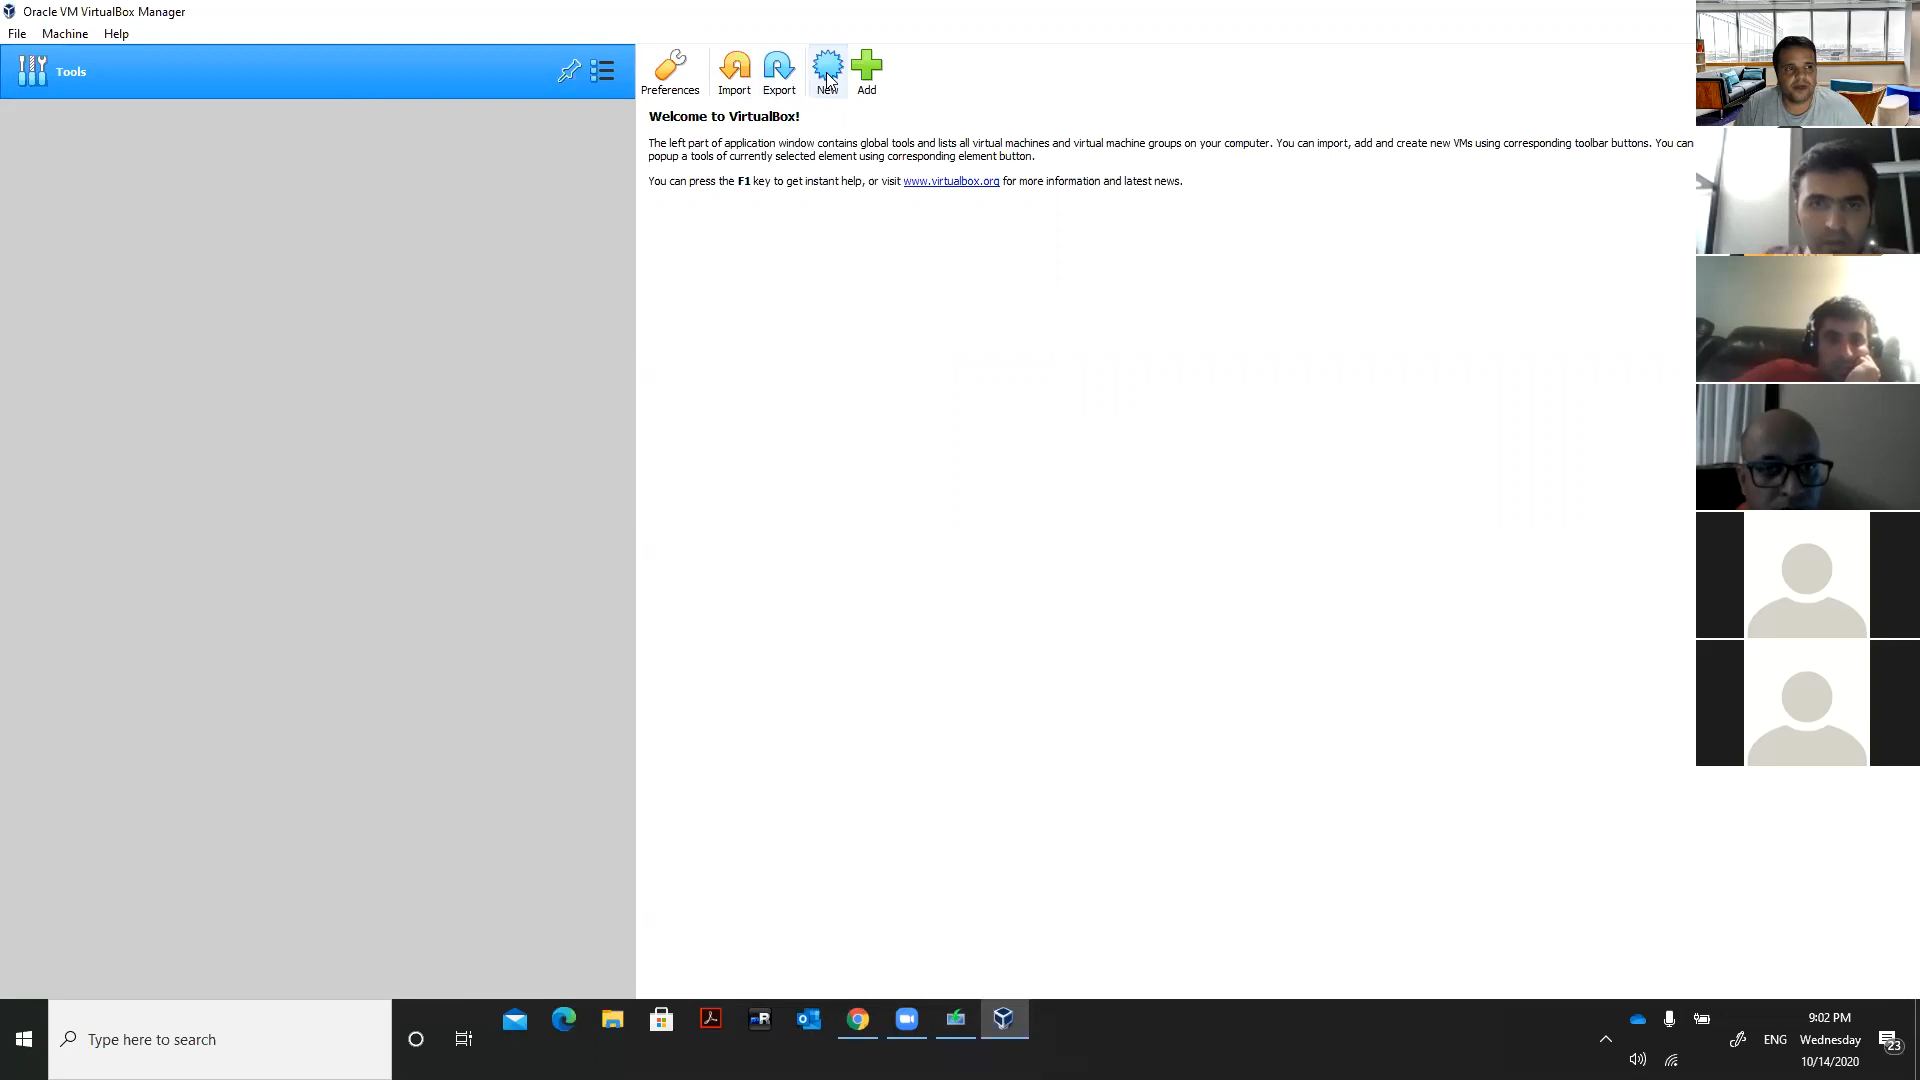 Oracle VM VirtualBox Manager
File Machine Help
Tools
Preferences Import Export New Add
Welcome to VirtualBox!
The left part of application window contains global tools and lists all virtual machines and virtual machine groups on your computer. You can import, add and create new VMs using corresponding toolbar buttons. You can
popup a tools of currently selected element using corresponding element button.
You can press the F1 key to get instant help, or visit www.virtualbox.org for more information and latest news.
Type here to search
R
ENG
9:02 PM
Wednesday
10/14/2020
23